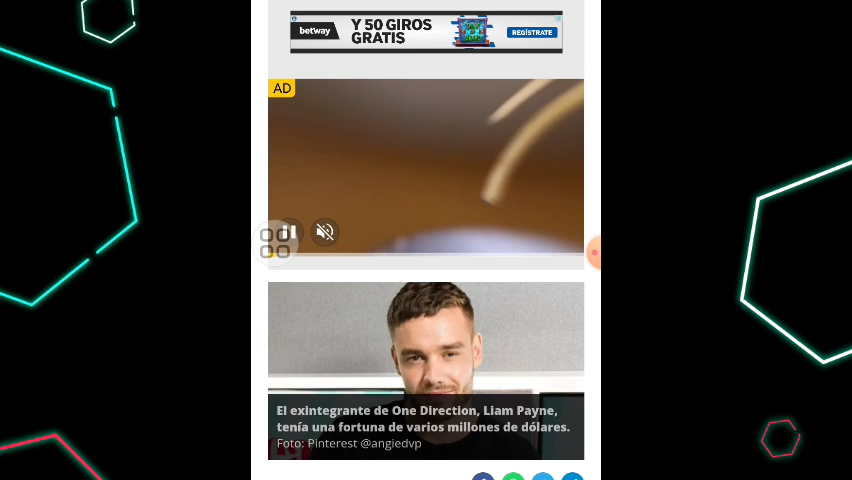 betway
Y 50 GIROS
GRATIS
REGÍSTRATE
AD
El exintegrante de One Direction, Liam Payne,
tenía una fortuna de varios millones de dólares.
Foto: Pinterest @angiedvp